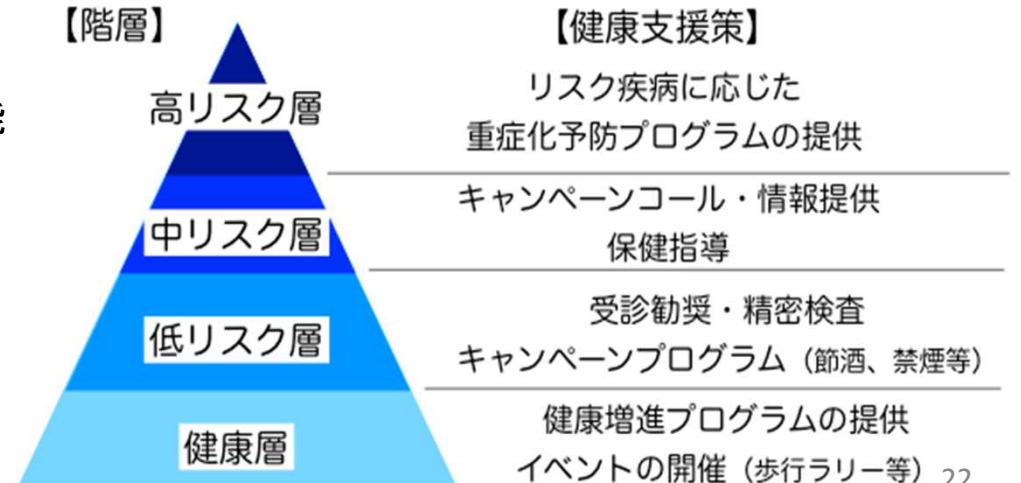 【階層】
【健康支援策】
高リスク層
リスク疾病に応じた
重症化予防プログラムの提供
中リスク層
キャンペーンコール・情報提供
保健指導
低リスク層
受診勧奨・精密検査
キャンペーンプログラム（節酒、禁煙等）
健康層
健康増進プログラムの提供
イベントの開催（歩行ラリー等）
22